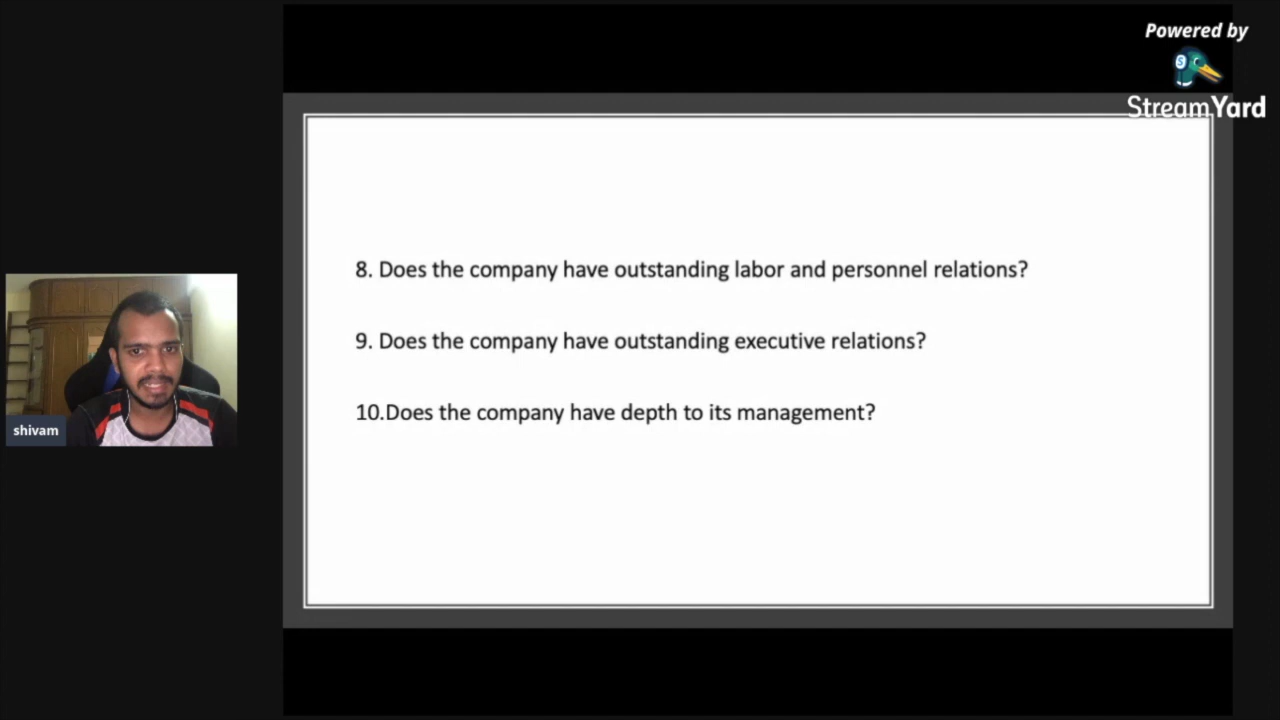 Powered by
StreamYard
8. Does the company have outstanding labor and personnel relations?
9. Does the company have outstanding executive relations?
10.Does the company have depth to its management?
shivam